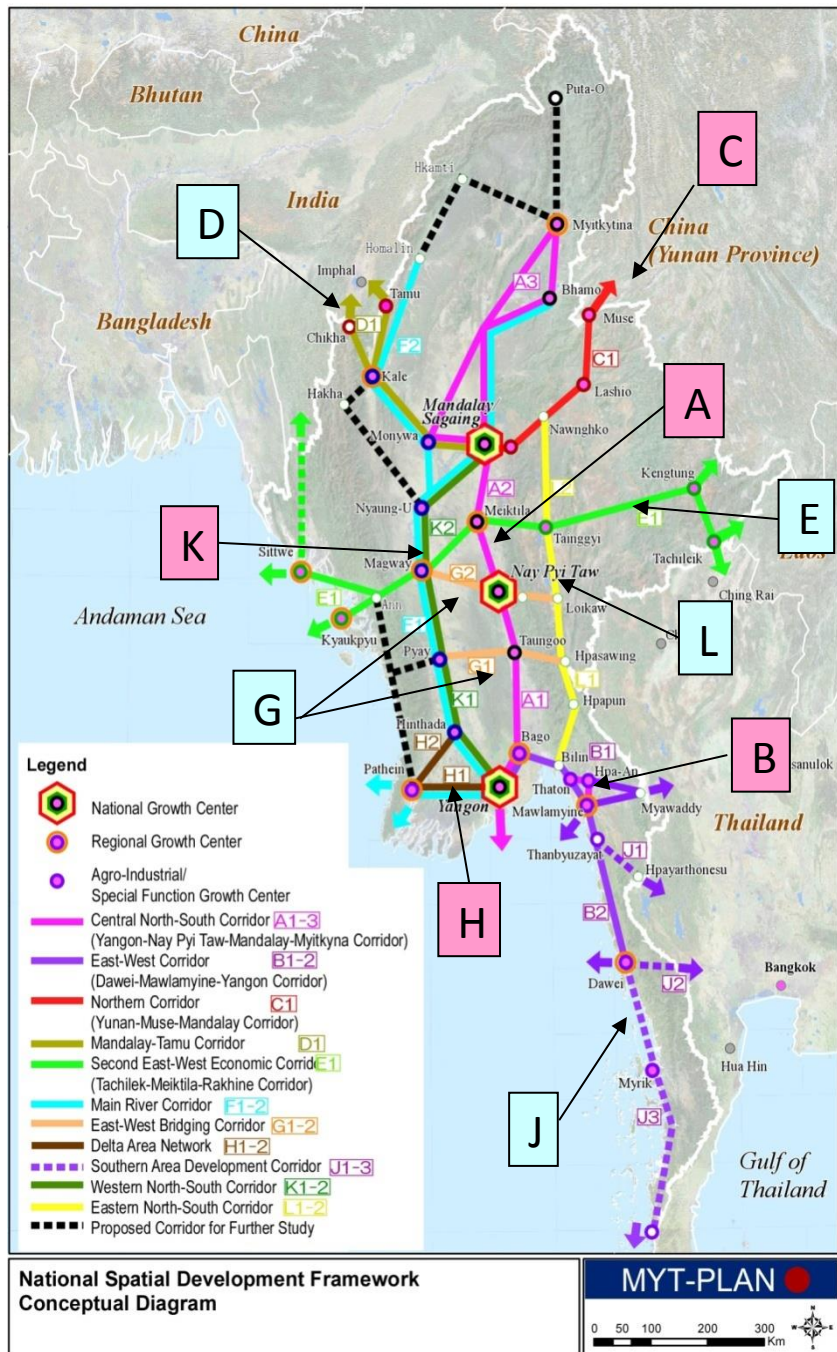 China
Bhutan
Puta-O
C
Hkamti
India
D
Myitkytina
China
(Yunan Province)
Homalin
Imphal
A3
Tamu
Bhamo
Muse
Bangladesh
D1
Chikha
F2
C1
Kale
Lashio
Hakha
Mandalay
Sagaing
A
Nawnghko
Monywa
Kengtung
A2
Nyaung-U
Meiktila
E
K2
K
Tainggyi
E1
Sittwe
Magway
Tachileik
Laos
G2
Nay Pyi Taw
Ching Rai
E1
Ann
Andaman Sea
Loikaw
L
Kyaukpyu
F1
Taungoo
Pyay
Hpasawing
G1
G
L1
K1
Hpapun
Hinthada
Bago
H2
B1
B
Bilin
Hpa-An
Pathein
H1
Thaton
Myawaddy
Yangon
Mawlamyine
Thailand
Thanbyuzayat
J1
Hpayarthonesu
H
B2
Bangkok
Dawei
J2
Hua Hin
J
Myrik
J3
Gulf of
Thailand
Legend
National Growth Center
Regional Growth Center
Agro-Industrial/
Special Function Growth Center
Central North-South Corridor A1-3
(Yangon-Nay Pyi Taw-Mandalay-Myitkyna Corridor)
East-West Corridor B1-2
(Dawei-Mawlamyine-Yangon Corridor)
Northern Corridor C1
(Yunan-Muse-Mandalay Corridor)
Mandalay-Tamu Corridor D1
Second East-West Economic Corrid E1
(Tachilek-Meiktila-Rakhine Corridor)
Main River Corridor F1-2
East-West Bridging Corridor G1-2
Delta Area Network H1-2
Southern Area Development Corridor J1-3
Western North-South Corridor K1-2
Eastern North-South Corridor L1-2
Proposed Corridor for Further Study
National Spatial Development Framework
Conceptual Diagram
MYT-PLAN
0 50 100 200 300
Km
N
W E
S